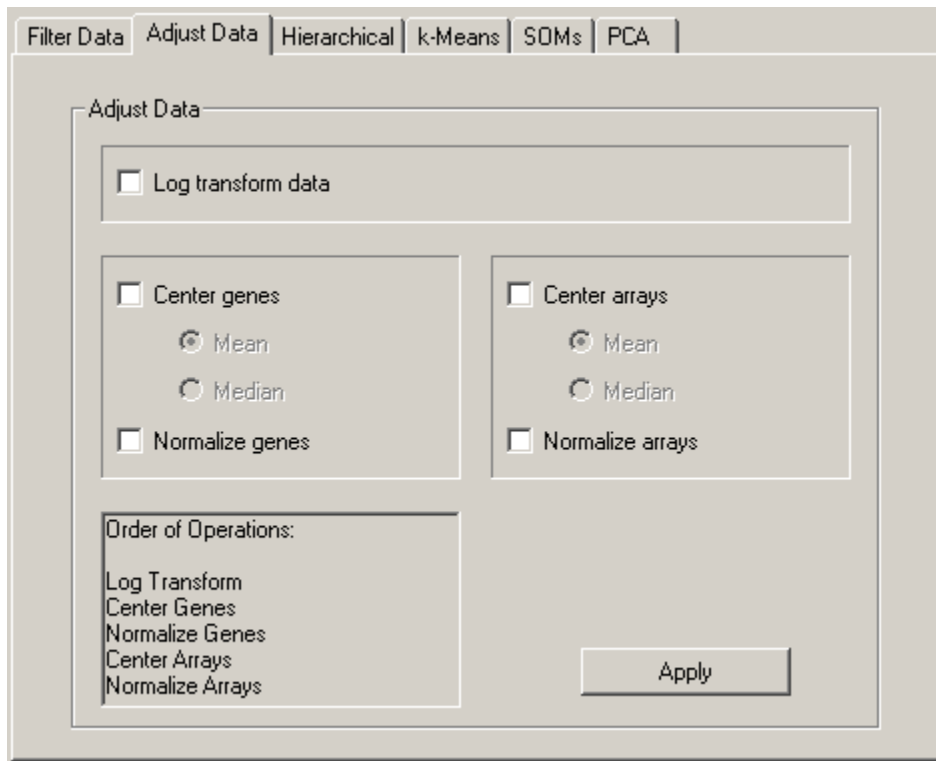 Filter Data Adjust Data Hierarchical k-Means SOMs PCA
Adjust Data
Log transform data
Center genes
Mean
Median
Normalize genes
Center arrays
Mean
Median
Normalize arrays
Order of Operations:
Log Transform
Center Genes
Normalize Genes
Center Arrays
Normalize Arrays
Apply